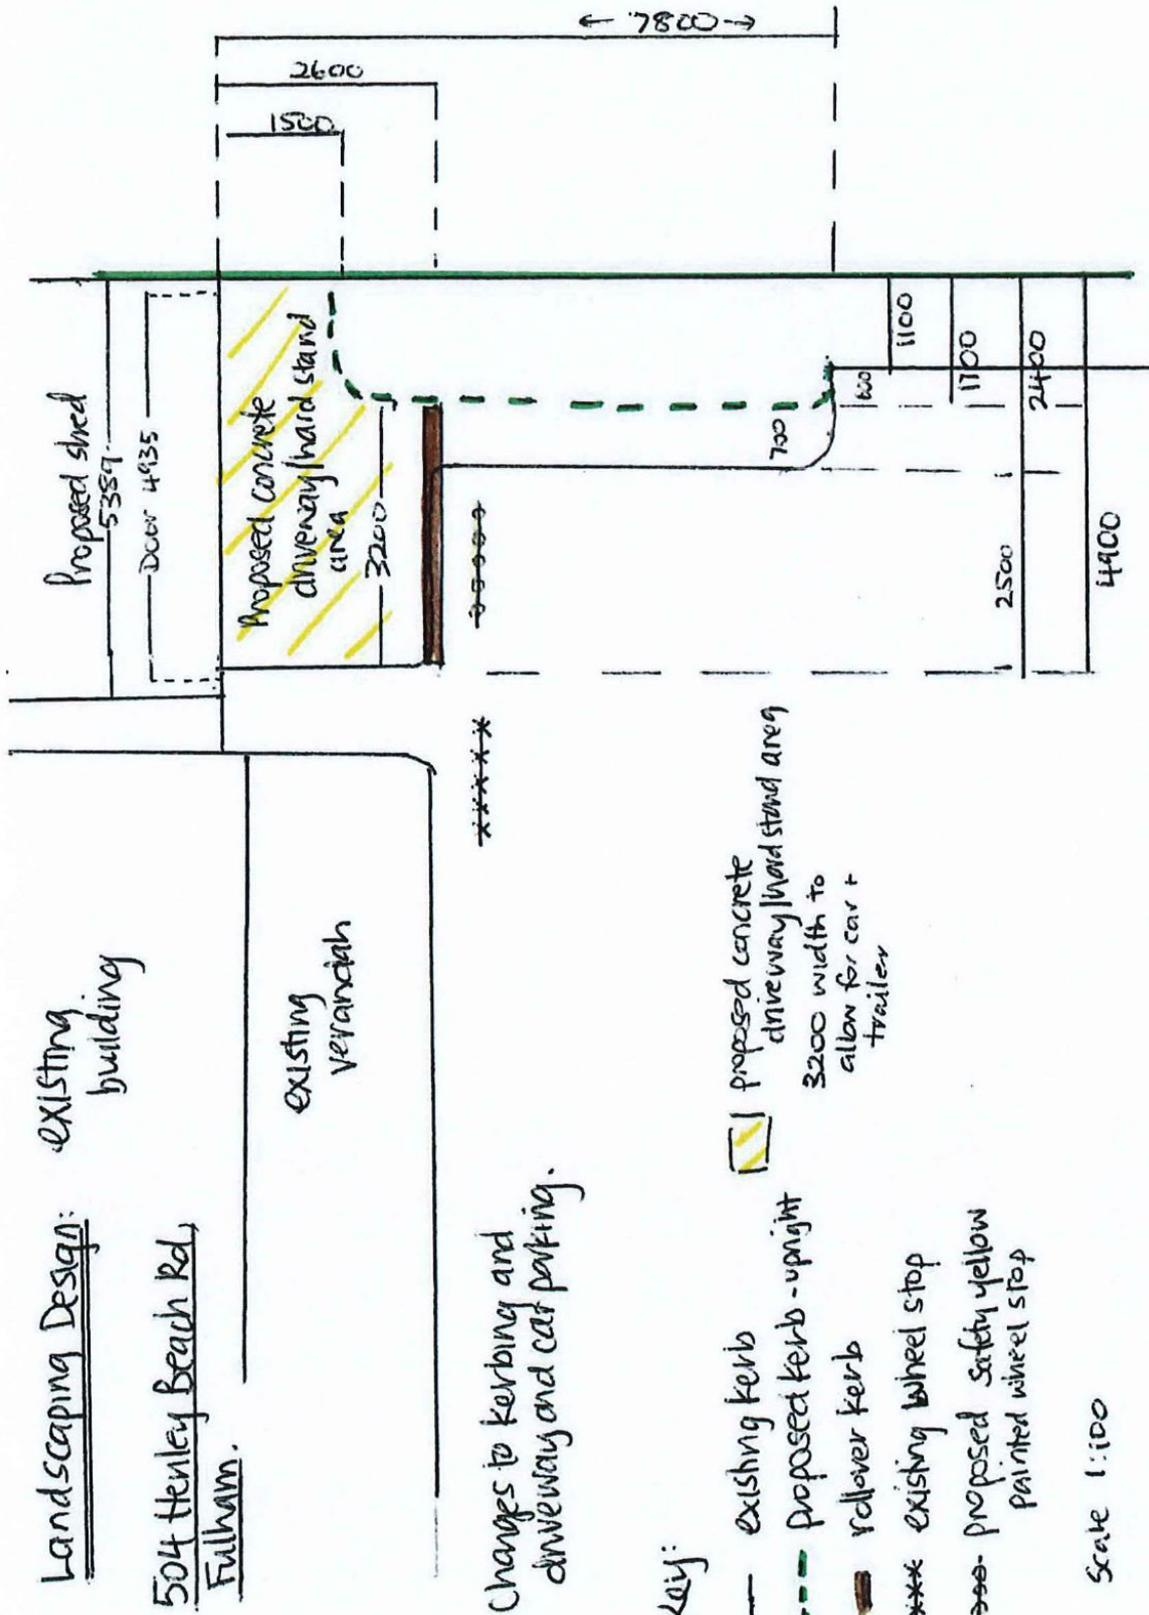 Landscaping Design:
504 Henley Beach Rd,
Fulham.
existing
building
existing
verandah
Proposed shed
5389
Door 4935
Proposed concrete
driveway/hard stand
area
3200
1500
2600
7800
1100
1700
2400
600
700
2500
4900
Changes to kerbing and
driveway and car parking.
Key:
existing kerb
proposed kerb - upright
rollover kerb
xxx existing wheel stop
proposed safety yellow
painted wheel stop
proposed concrete
driveway/hard stand area
3200 width to
allow for car +
trailer
Scale 1:100